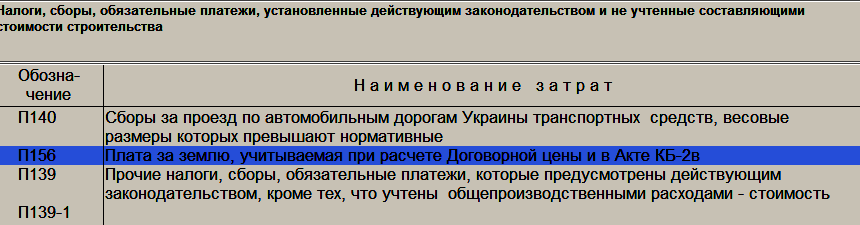 Налоги, сборы, обязательные платежи, установленные действующим законодательством и не учтенные составляющими
стоимости строительства
Обозна-
чение
Наименование затрат
П140
Сборы за проезд по автомобильным дорогам Украины транспортных средств, весовые
размеры которых превышают нормативные
П156
Плата за землю, учитываемая при расчете Договорной цены и в Акте КБ-2в
П139
Прочие налоги, сборы, обязательные платежи, которые предусмотрены действующим
законодательством, кроме тех, что учтены общепроизводственными расходами - стоимость
П139-1